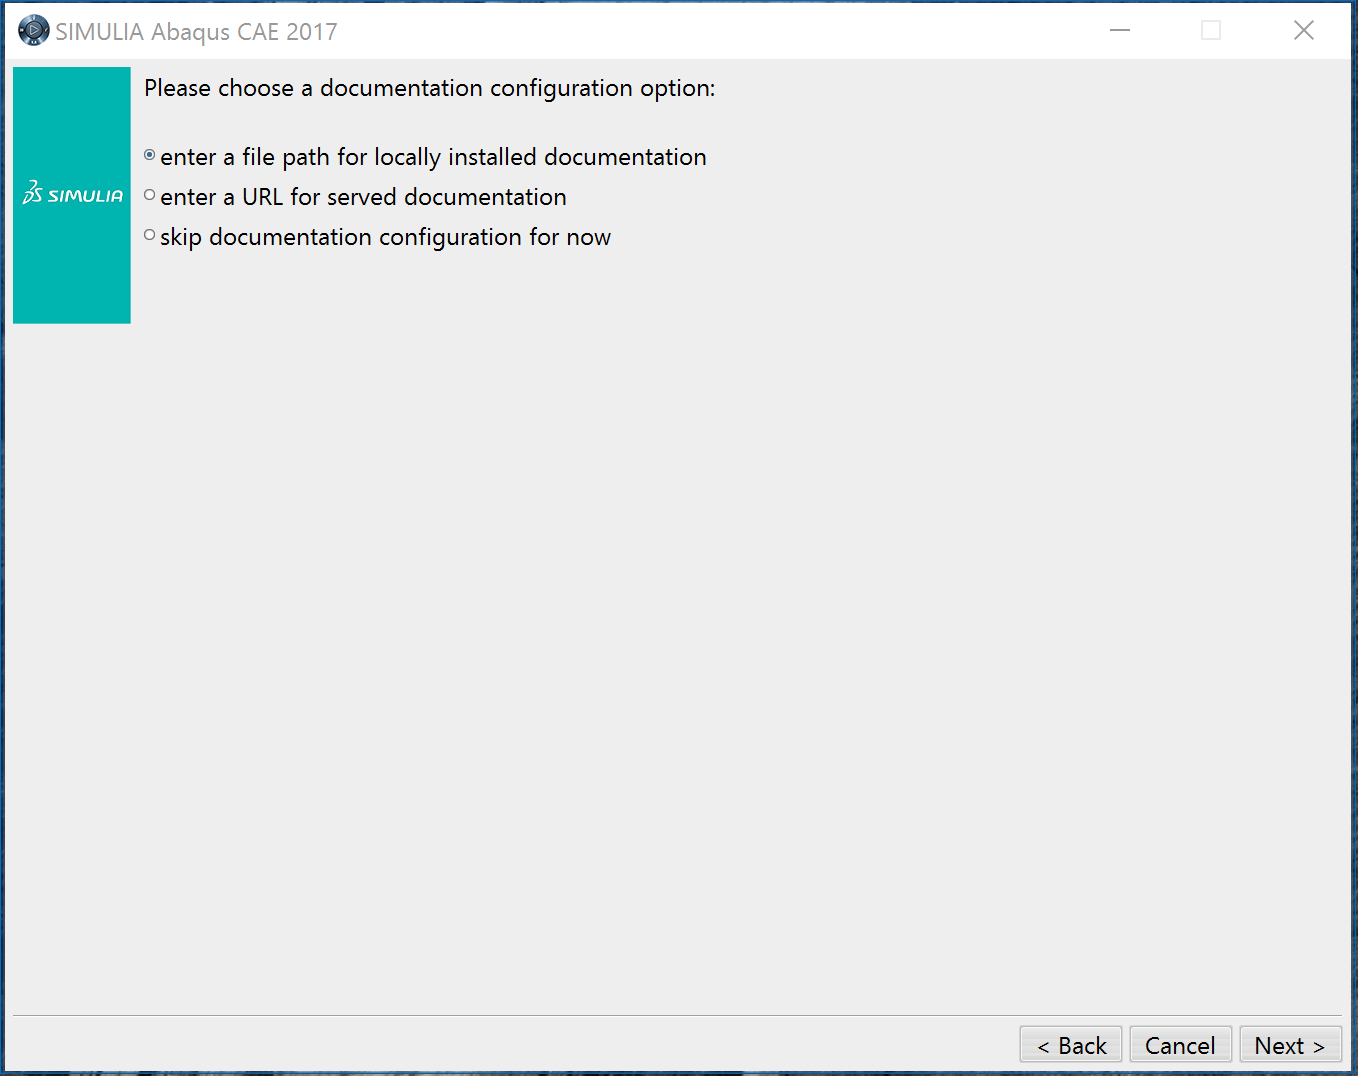 SIMULIA Abaqus CAE 2017
Please choose a documentation configuration option:
enter a file path for locally installed documentation
enter a URL for served documentation
skip documentation configuration for now
SIMULIA
< Back
Cancel
Next >